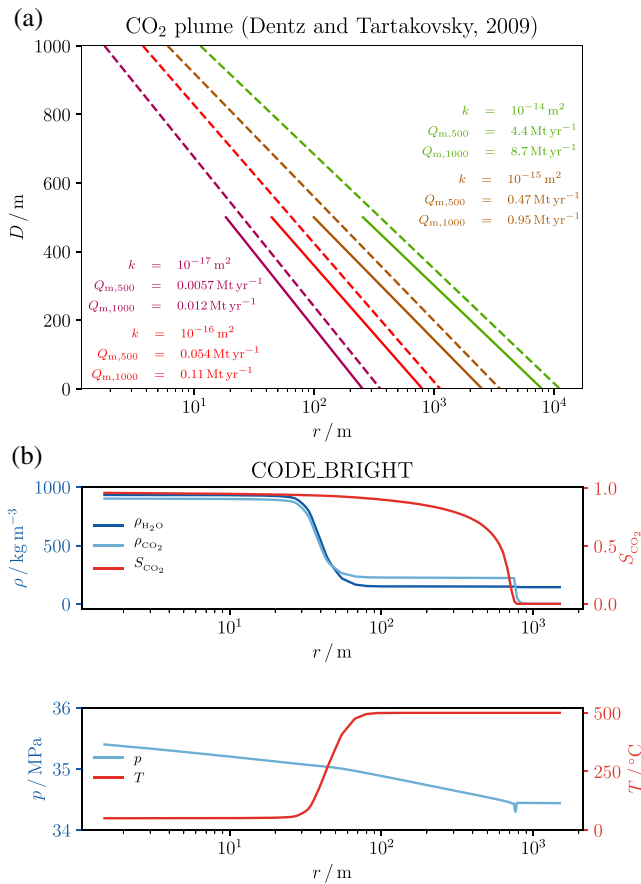 (a)
CO₂ plume (Dentz and Tartakovsky, 2009)
1000
800
600
400
200
0
D / m
k = 10⁻¹⁴ m²
Qm,500 = 4.4 Mt yr⁻¹
Qm,1000 = 8.7 Mt yr⁻¹
k = 10⁻¹⁵ m²
Qm,500 = 0.47 Mt yr⁻¹
Qm,1000 = 0.95 Mt yr⁻¹
k = 10⁻¹⁷ m²
Qm,500 = 0.0057 Mt yr⁻¹
Qm,1000 = 0.012 Mt yr⁻¹
k = 10⁻¹⁶ m²
Qm,500 = 0.054 Mt yr⁻¹
Qm,1000 = 0.11 Mt yr⁻¹
10¹ 10² 10³ 10⁴
r / m
(b)
CODE_BRIGHT
1000
500
0
ρ / kg m⁻³
ρH₂O
ρCO₂
SCO₂
1.0
0.5
0.0
SCO₂
10¹ 10² 10³
r / m
36
35
34
p / MPa
p
T
500
250
0
T / °C
10¹ 10² 10³
r / m